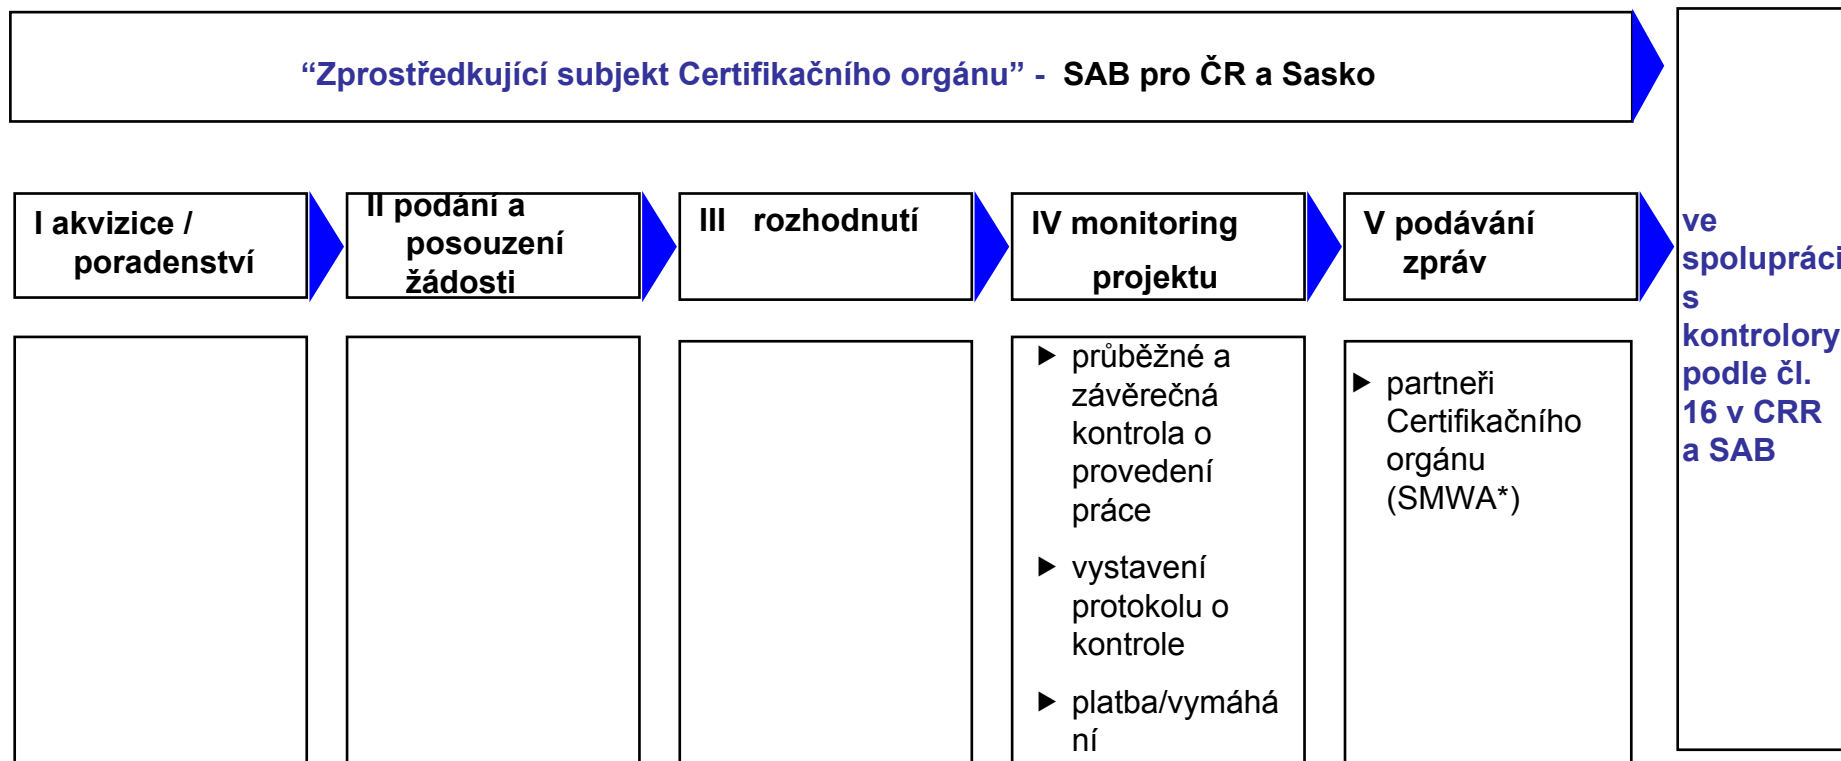 “Zprostředkující subjekt Certifikačního orgánu” - SAB pro ČR a Sasko
I akvizice /
poradenství
II podání a
posouzení
žádosti
III rozhodnutí
IV monitoring
projektu
V podávání
zpráv
▶ průběžné a
závěrečná
kontrola o
provedení
práce
▶ vystavení
protokolu o
kontrole
▶ platba/vymáhá
ní
▶ partneři
Certifikačního
orgánu
(SMWA*)
ve
spolupráci
s
kontrolory
podle čl.
16 v CRR
a SAB